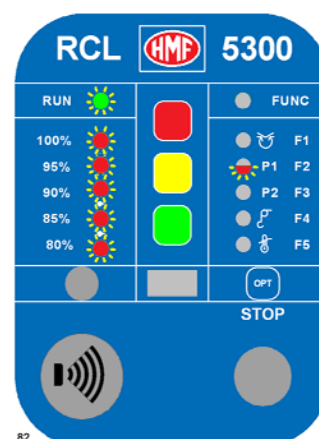 RCL HMF 5300
RUN FUNC
100% F1
95% P1 F2
90% P2 F3
85% F4
80% F5
OPT
STOP
82